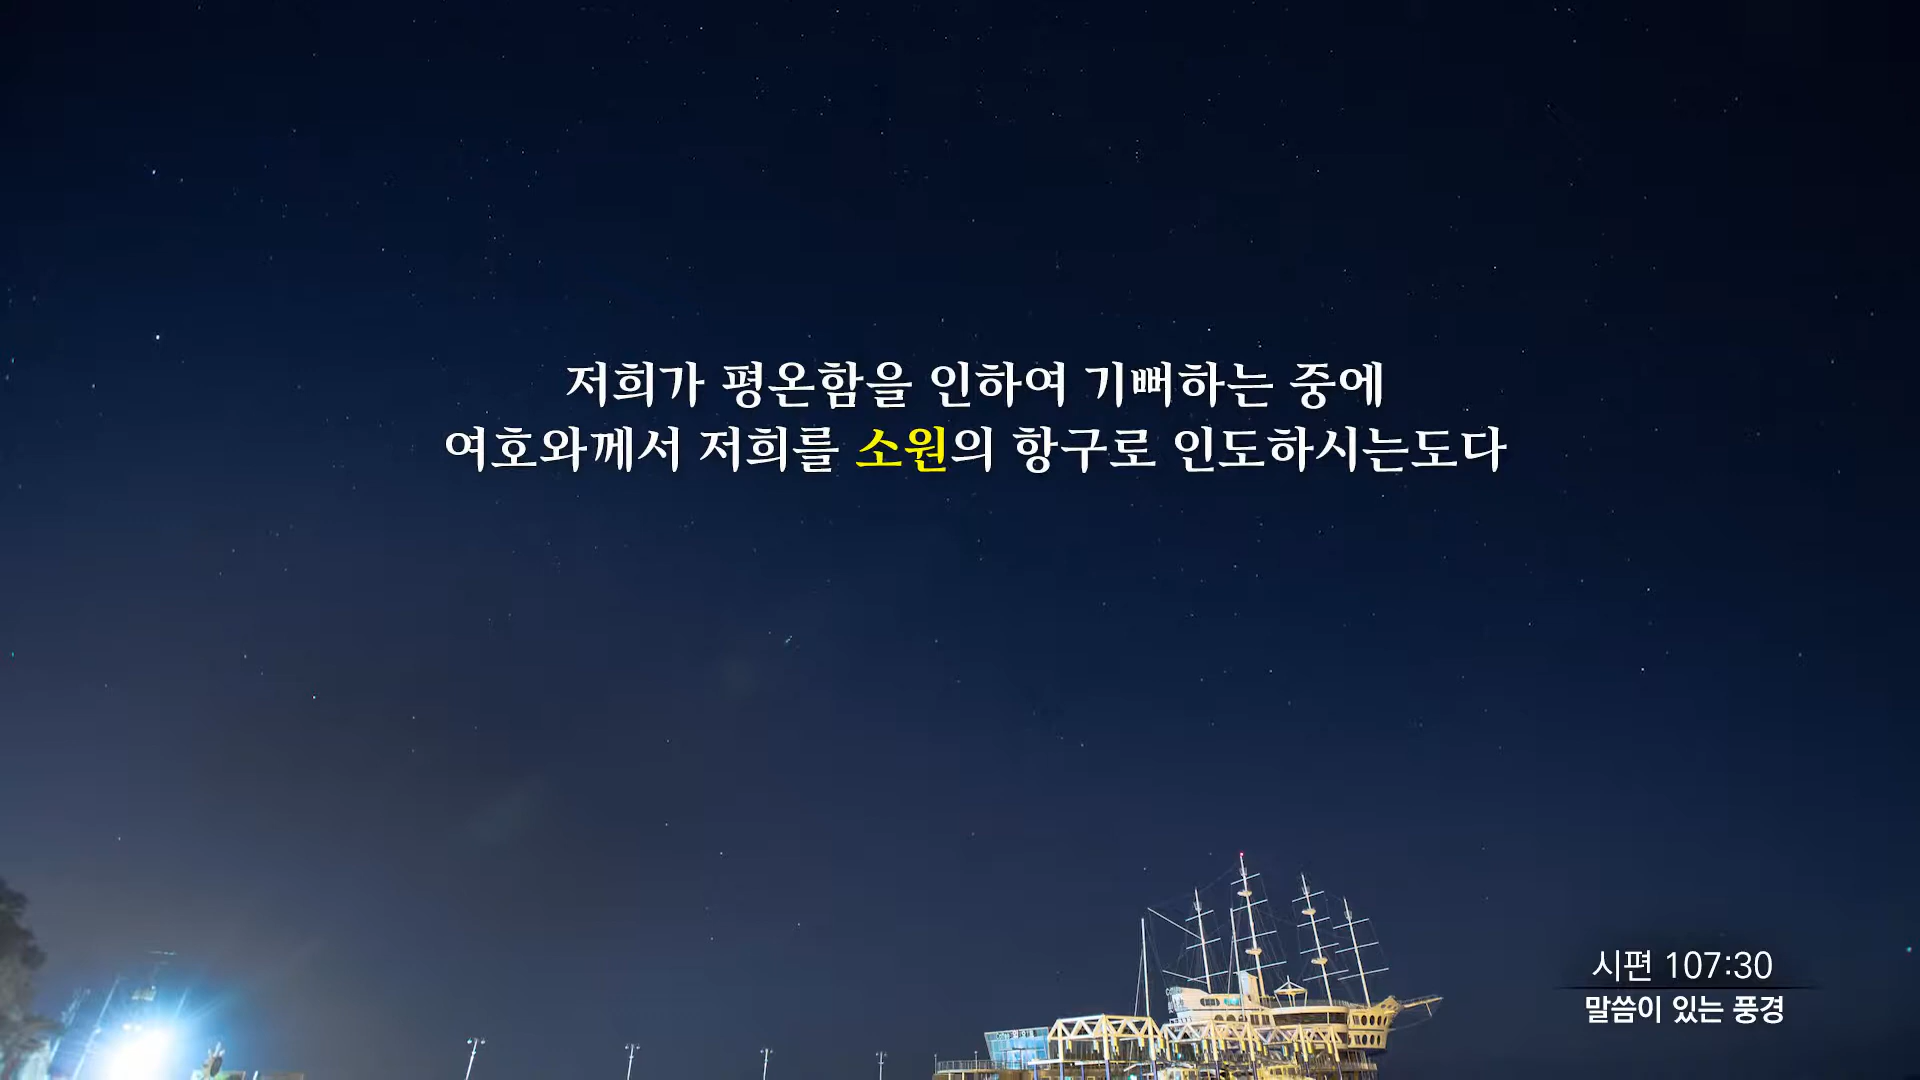 저희가 평온함을 인하여 기뻐하는 중에
여호와께서 저희를 소원의 항구로 인도하시는도다
시편 107:30
말씀이 있는 풍경